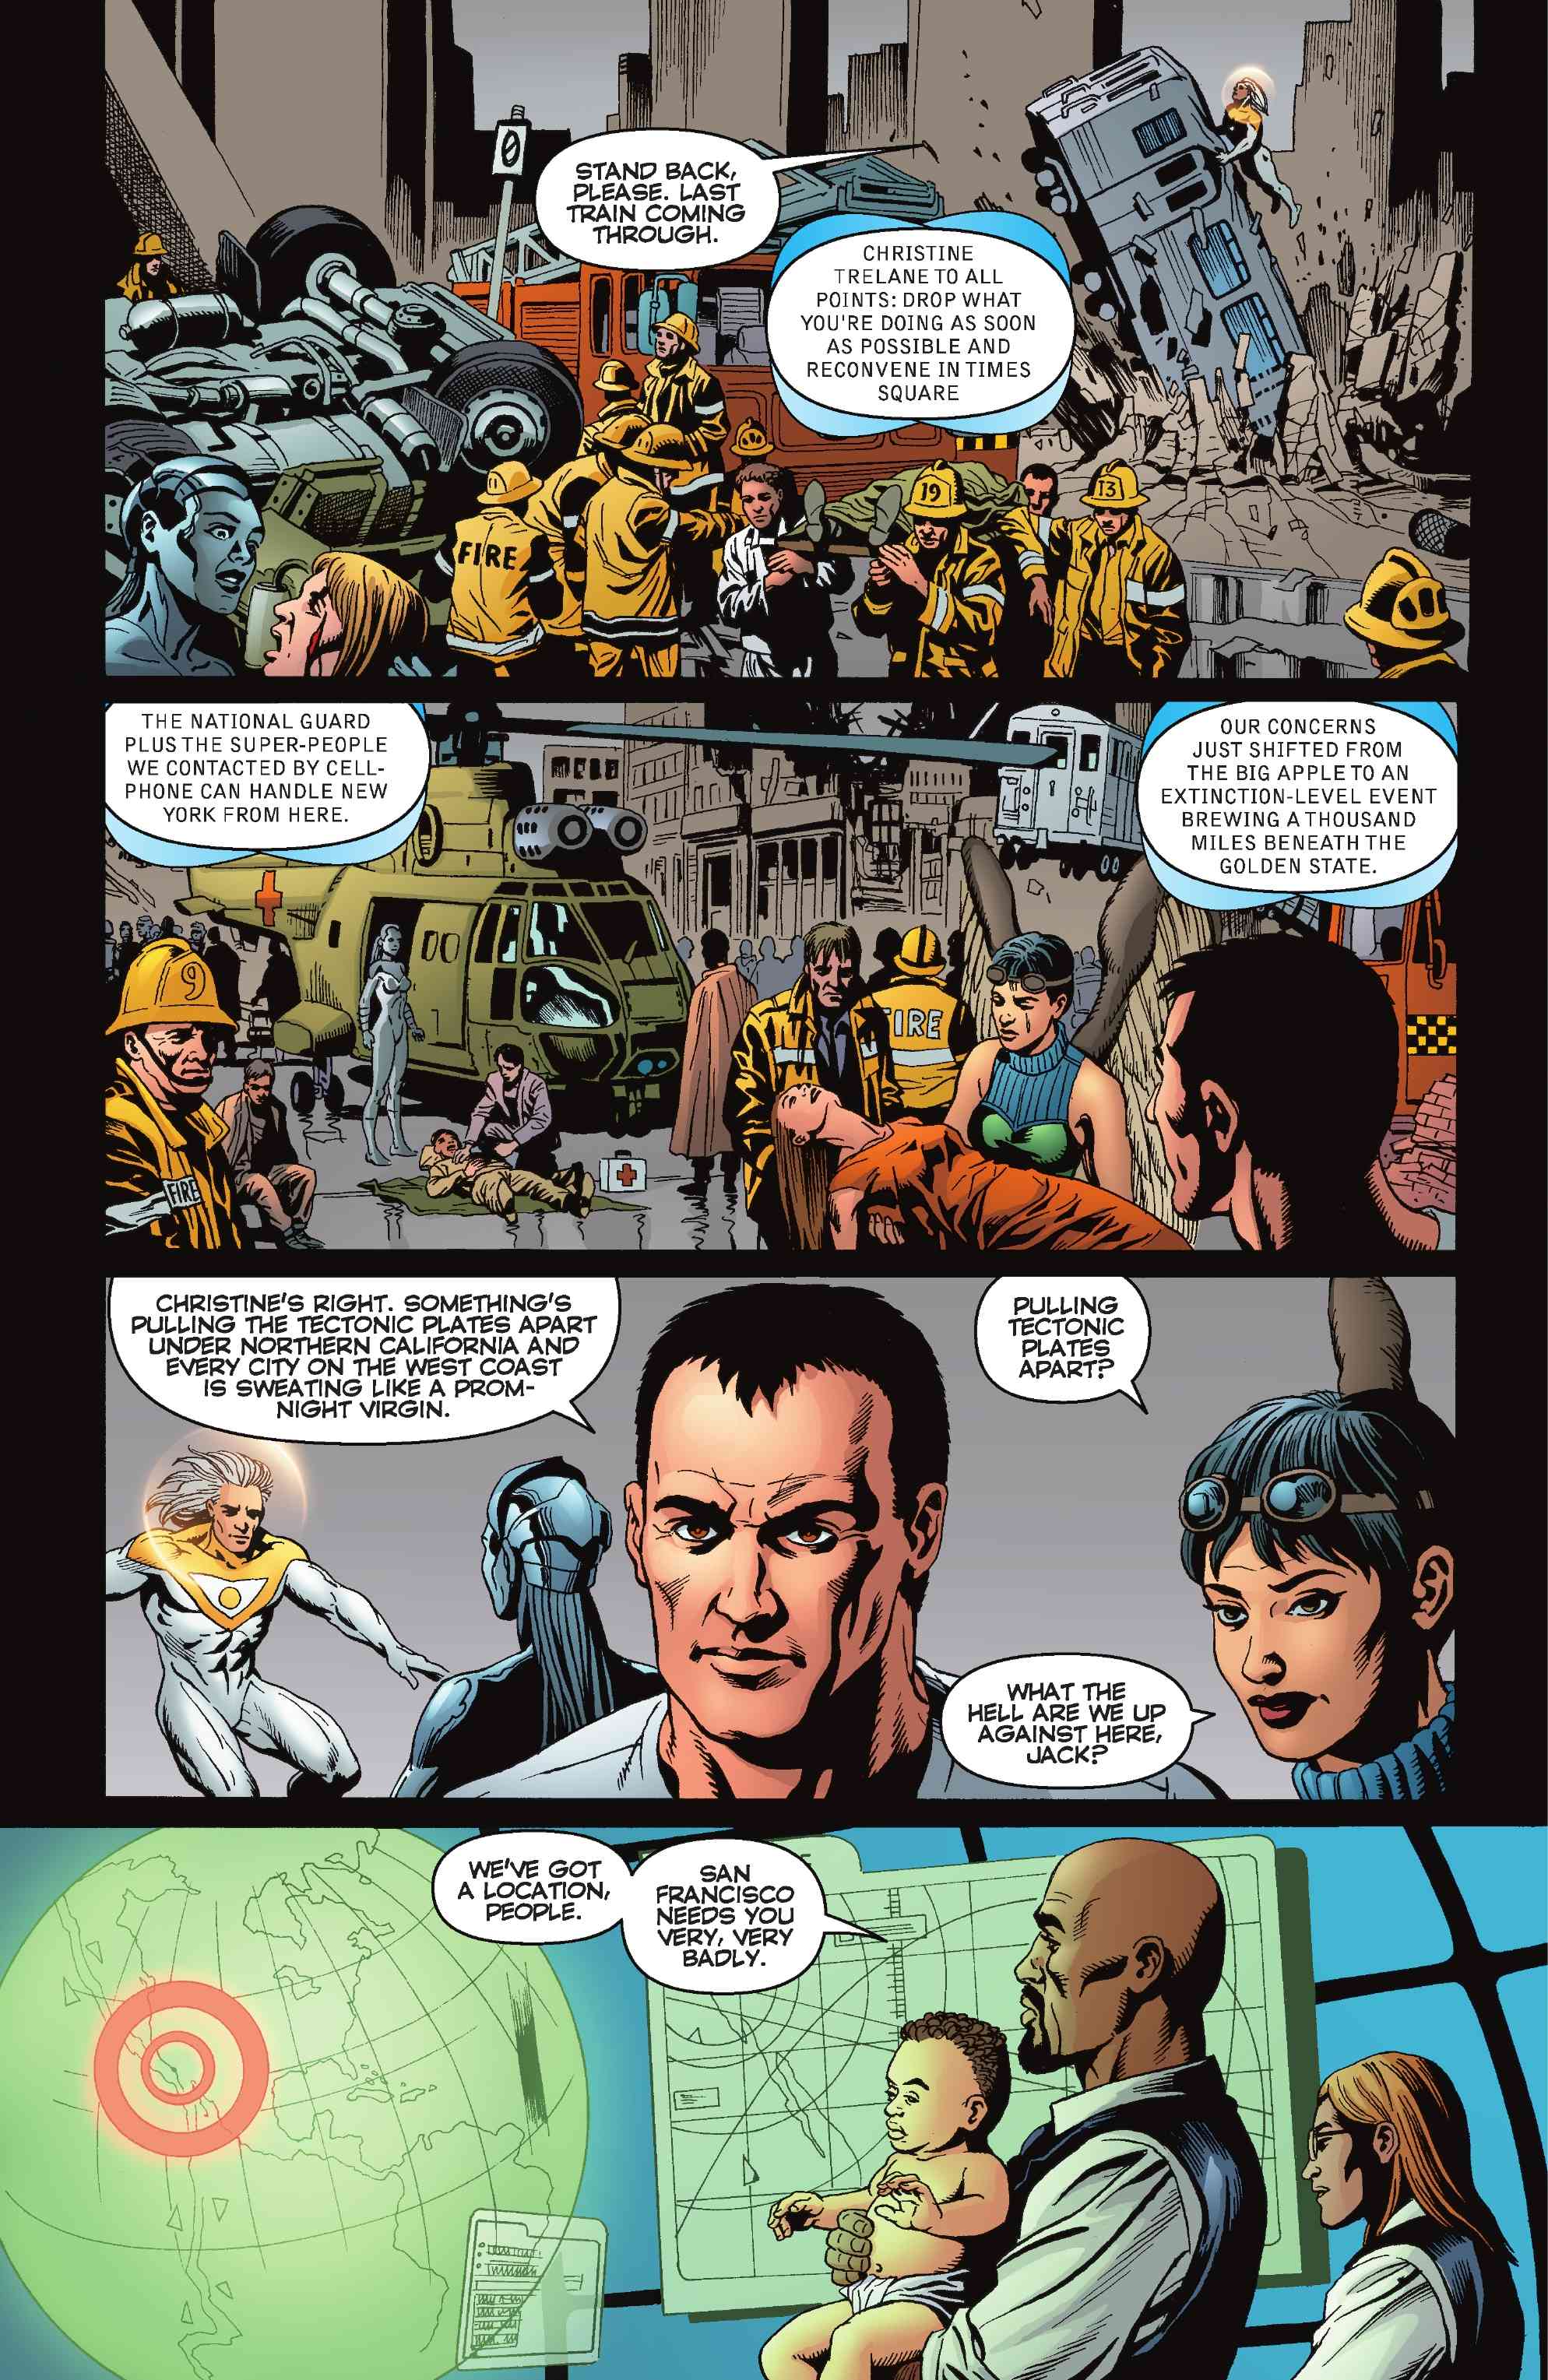 STAND BACK,
PLEASE. LAST
TRAIN COMING
THROUGH.
CHRISTINE
TRELANE TO ALL
POINTS: DROP WHAT
YOU'RE DOING AS SOON
AS POSSIBLE AND
RECONVENE IN TIMES
SQUARE
FIRE
19
13
THE NATIONAL GUARD
PLUS THE SUPER-PEOPLE
WE CONTACTED BY CELL-
PHONE CAN HANDLE NEW
YORK FROM HERE.
OUR CONCERNS
JUST SHIFTED FROM
THE BIG APPLE TO AN
EXTINCTION-LEVEL EVENT
BREWING A THOUSAND
MILES BENEATH THE
GOLDEN STATE.
9
FIRE
FIRE
CHRISTINE'S RIGHT. SOMETHING'S
PULLING THE TECTONIC PLATES APART
UNDER NORTHERN CALIFORNIA AND
EVERY CITY ON THE WEST COAST
IS SWEATING LIKE A PROM-
NIGHT VIRGIN.
PULLING
TECTONIC
PLATES
APART?
WHAT THE
HELL ARE WE UP
AGAINST HERE,
JACK?
WE'VE GOT
A LOCATION,
PEOPLE.
SAN
FRANCISCO
NEEDS YOU
VERY, VERY
BADLY.